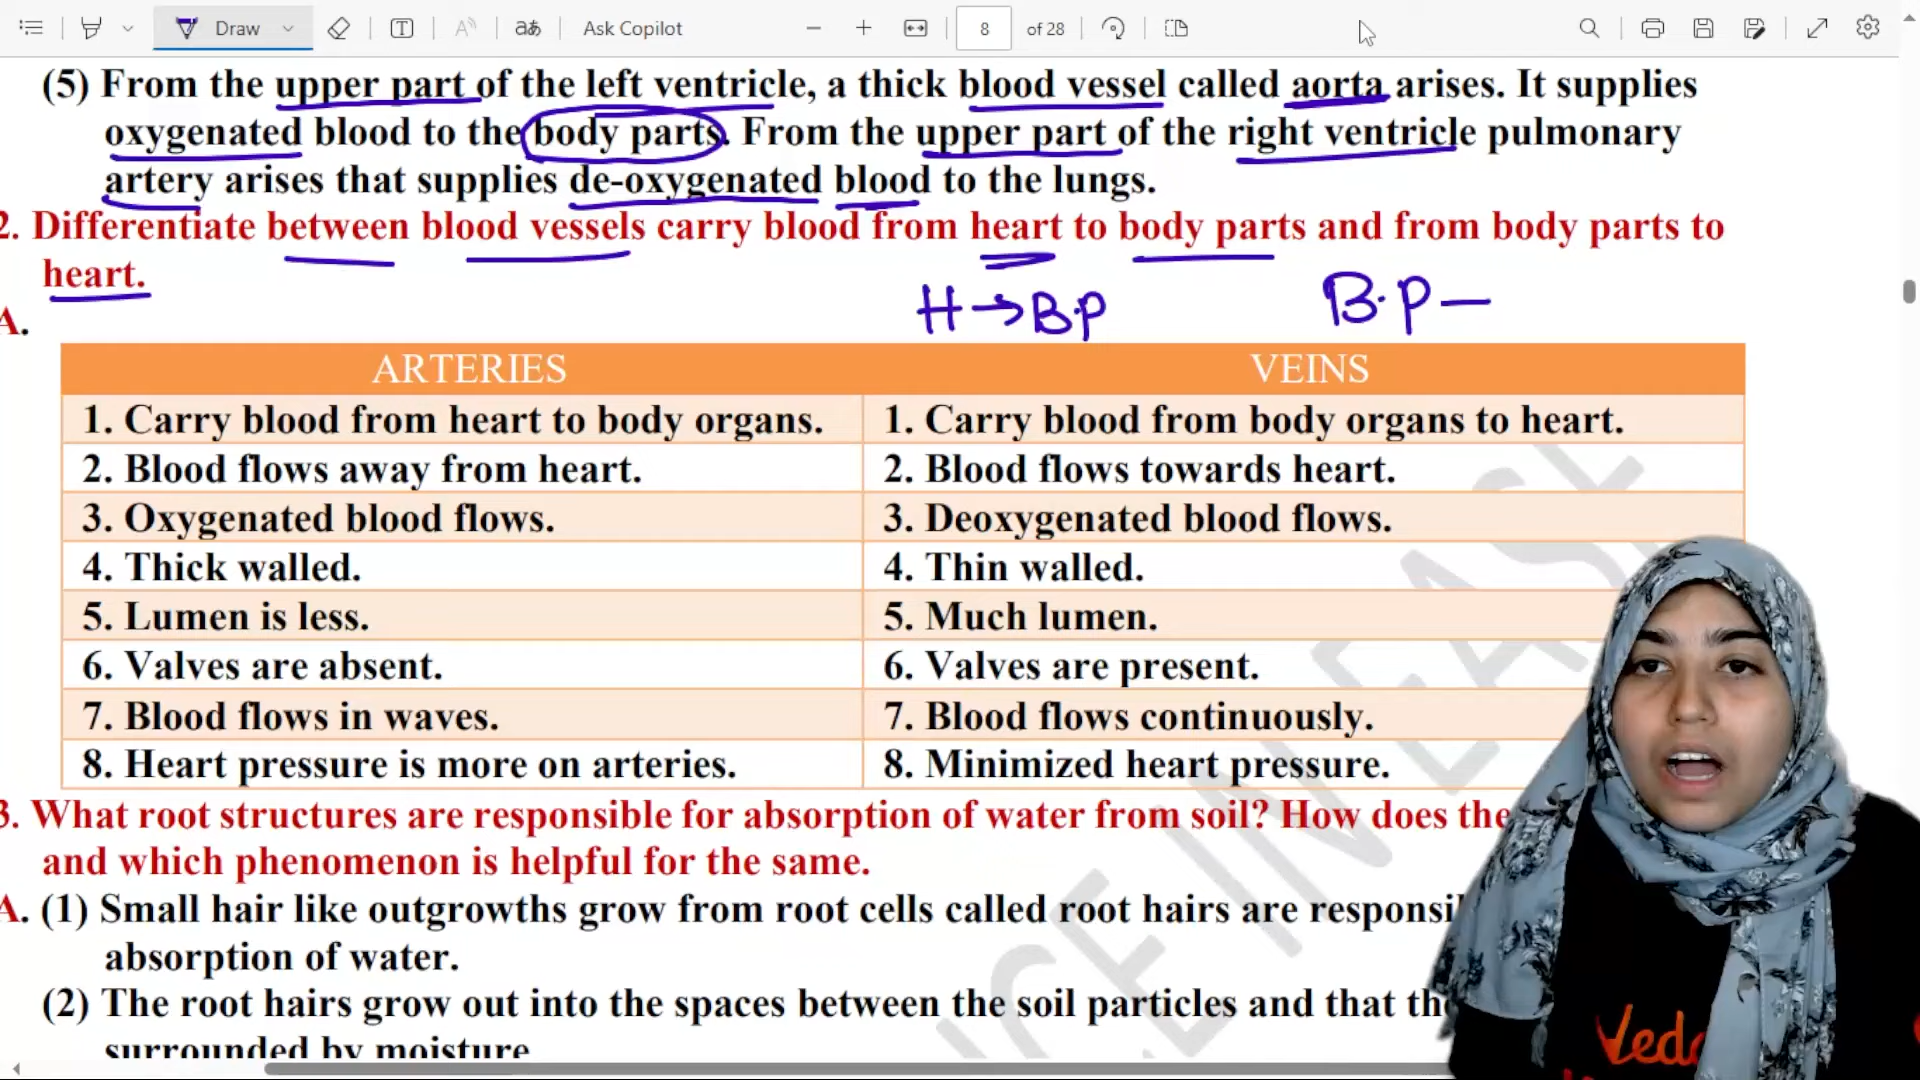 Draw
Ask Copilot
8 of 28
(5) From the upper part of the left ventricle, a thick blood vessel called aorta arises. It supplies
oxygenated blood to the body parts. From the upper part of the right ventricle pulmonary
artery arises that supplies de-oxygenated blood to the lungs.
2. Differentiate between blood vessels carry blood from heart to body parts and from body parts to
heart.
H → B.P B.P —
A.
ARTERIES VEINS
1. Carry blood from heart to body organs. 1. Carry blood from body organs to heart.
2. Blood flows away from heart. 2. Blood flows towards heart.
3. Oxygenated blood flows. 3. Deoxygenated blood flows.
4. Thick walled. 4. Thin walled.
5. Lumen is less. 5. Much lumen.
6. Valves are absent. 6. Valves are present.
7. Blood flows in waves. 7. Blood flows continuously.
8. Heart pressure is more on arteries. 8. Minimized heart pressure.
3. What root structures are responsible for absorption of water from soil? How does the
and which phenomenon is helpful for the same.
A. (1) Small hair like outgrowths grow from root cells called root hairs are responsi
absorption of water.
(2) The root hairs grow out into the spaces between the soil particles and that th
surrounded by moisture